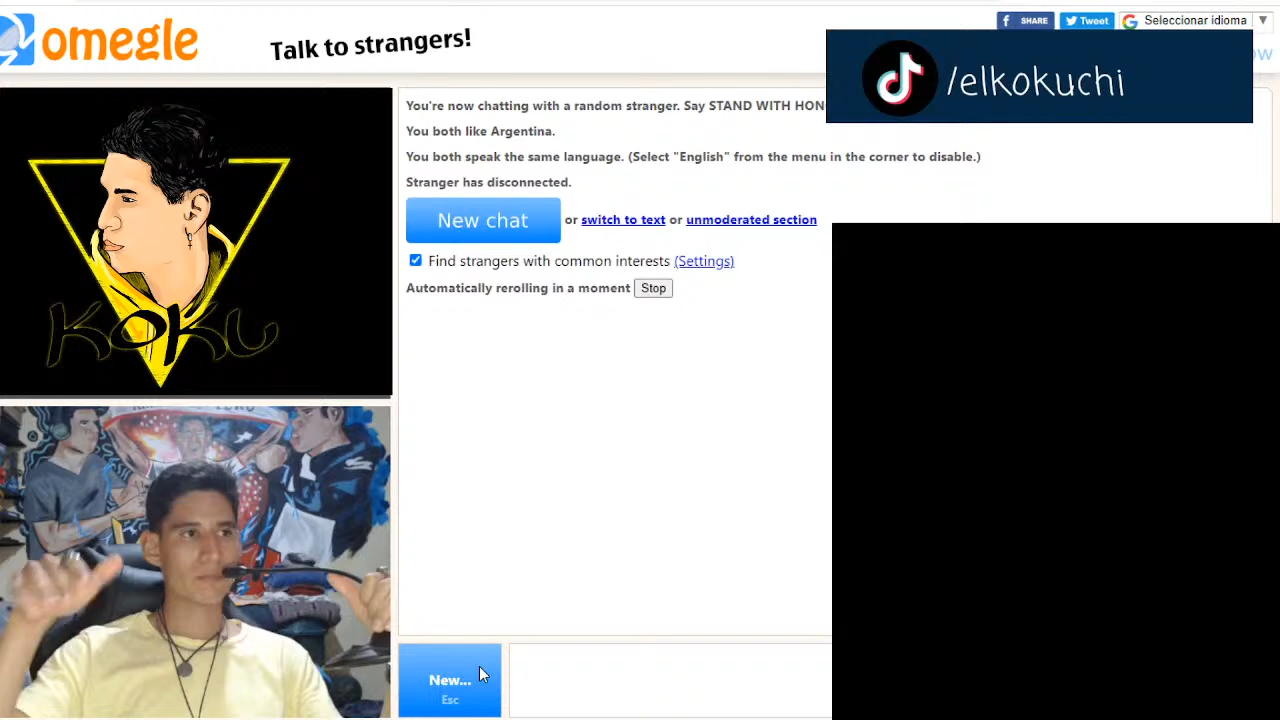 omegle
Talk to strangers!
SHARE
Tweet
Seleccionar idioma
/elkokuchi
You're now chatting with a random stranger. Say STAND WITH HON
You both like Argentina.
You both speak the same language. (Select "English" from the menu in the corner to disable.)
Stranger has disconnected.
New chat or switch to text or unmoderated section
Find strangers with common interests (Settings)
Automatically rerolling in a moment Stop
KOKU
New...
Esc